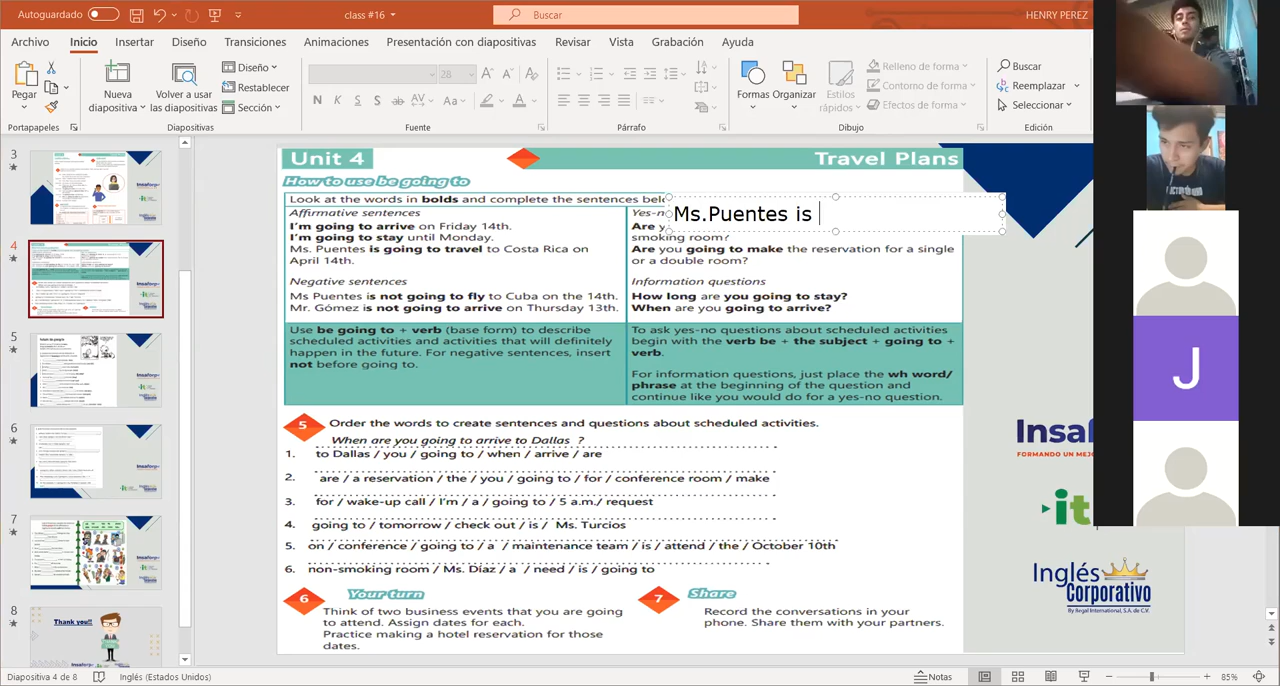 Autoguardado
class #16
Buscar
HENRY PEREZ
Archivo Inicio Insertar Diseño Transiciones Animaciones Presentación con diapositivas Revisar Vista Grabación Ayuda
Pegar
Nueva diapositiva
Volver a usar las diapositivas
Diseño
Restablecer
Sección
28
N K S S ab AV Aa A
Formas Organizar Estilos rápidos
Relleno de forma
Contorno de forma
Efectos de forma
Buscar
Reemplazar
Seleccionar
Portapapeles Diapositivas Fuente Párrafo Dibujo Edición
3
4
5
6
7
8
Thank you!!
Unit 4 Travel Plans
How to use be going to
Look at the words in bolds and complete the sentences
Ms.Puentes is
Affirmative sentences
I'm going to arrive on Friday 14th.
I'm going to stay until Monday.
Ms. Puentes is going to travel to Costa Rica on
April 14th.
Negative sentences
Ms Puentes is not going to fly to Cuba on the 14th.
Mr. Gómez is not going to arrive on Thursday 13th.
smoking room?
Are you going to make the reservation for a single
or a double room?
Information questions
How long are you going to stay?
When are you going to arrive?
Use be going to + verb (base form) to describe
scheduled activities and activities that will definitely
happen in the future. For negative sentences, insert
not before going to.
To ask yes-no questions about scheduled activities
begin with the verb be + the subject + going to +
verb.
For information questions, just place the wh word/
phrase at the beginning of the question and
continue like you would do for a yes-no question.
5 Order the words to create sentences and questions about scheduled activities.
When are you going to arrive to Dallas ?
1. to Dallas / you / going to / when / arrive / are
2. are / a reservation / the / you / going to / for / conference room / make
3. for / wake-up call / I'm / a / going to / 5 a.m./ request
4. going to / tomorrow / check out / is / Ms. Turcios
5. on / conference / going to / a / maintenance team / is / attend / the / October 10th
6. non-smoking room / Ms. Diaz / a / need / is / going to
6 Your turn
Think of two business events that you are going
to attend. Assign dates for each.
Practice making a hotel reservation for those
dates.
7 Share
Record the conversations in your
phone. Share them with your partners.
Insaf
FORMANDO UN MEJ
it
Inglés
Corporativo
By Regal International, S.A. de C.V.
J
Diapositiva 4 de 8
Inglés (Estados Unidos)
Notas
85%